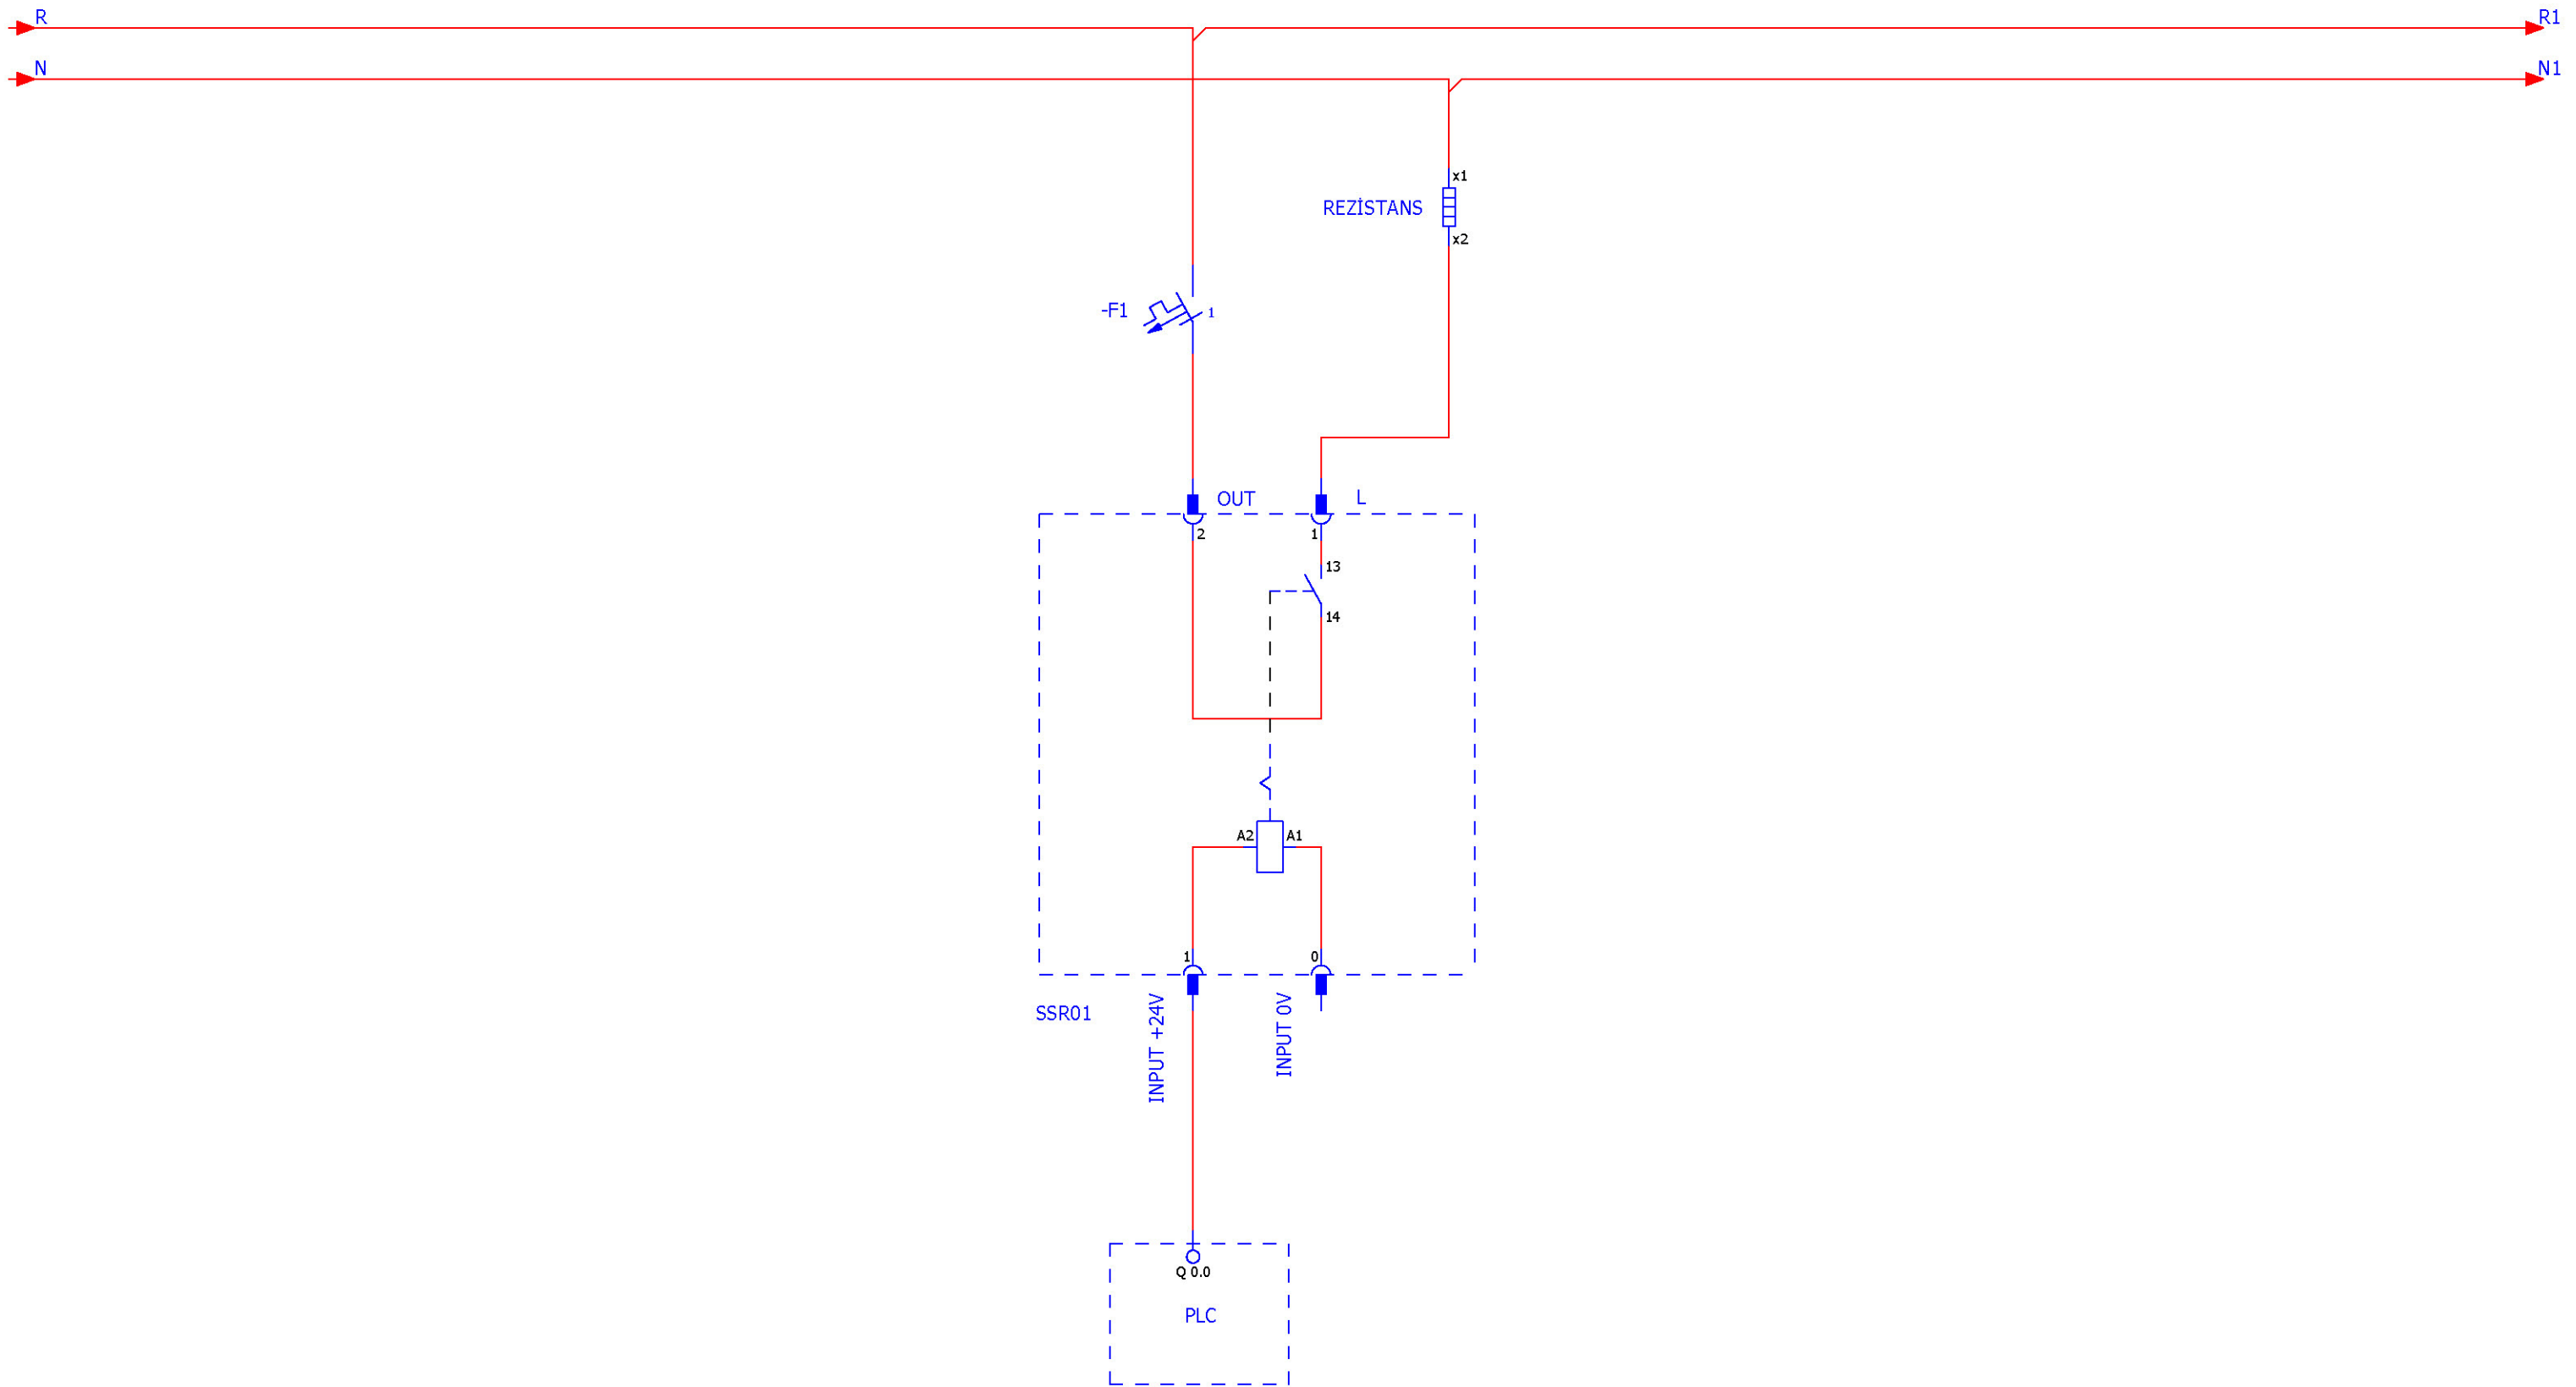 R
R1
N
N1
x1
REZİSTANS
x2
-F1
1
OUT
L
2
1
13
14
A2
A1
1
0
SSR01
INPUT +24V
INPUT 0V
Q 0.0
PLC